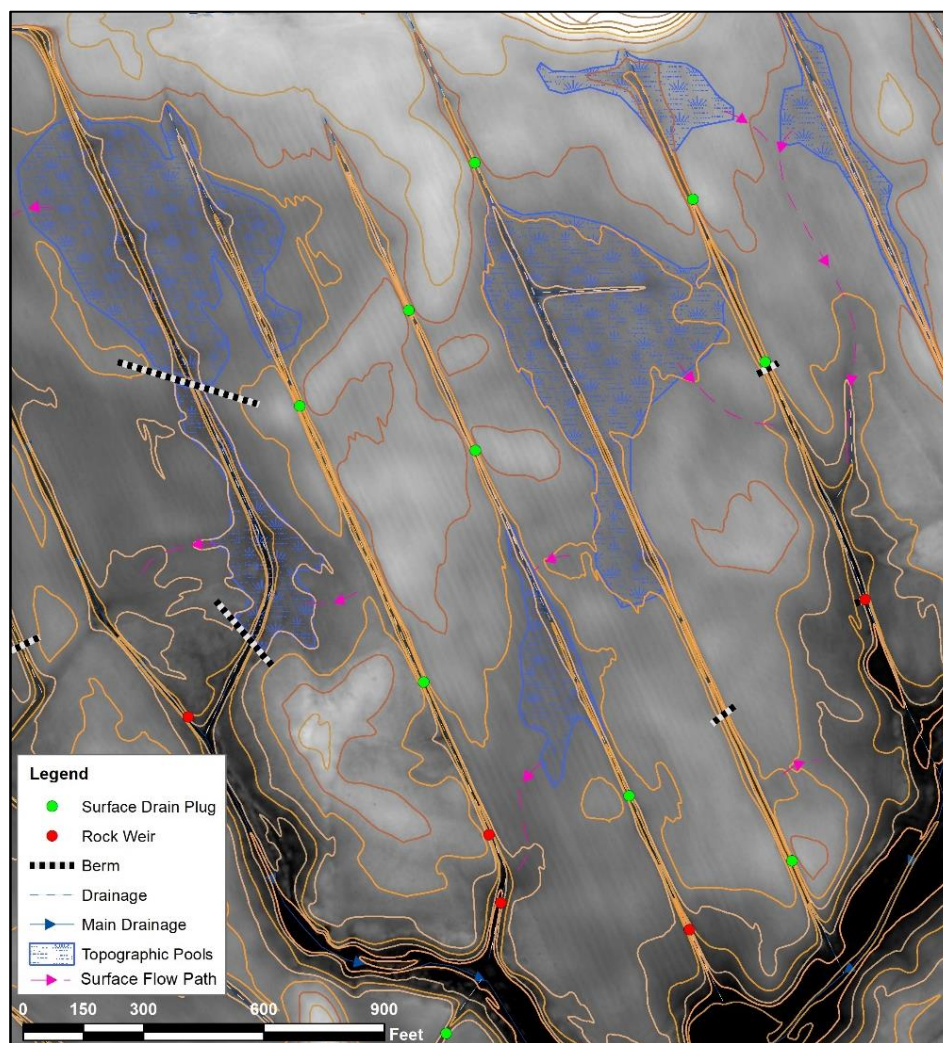 Legend
Surface Drain Plug
Rock Weir
Berm
Drainage
Main Drainage
Topographic Pools
Surface Flow Path
0 150 300 600 900
Feet